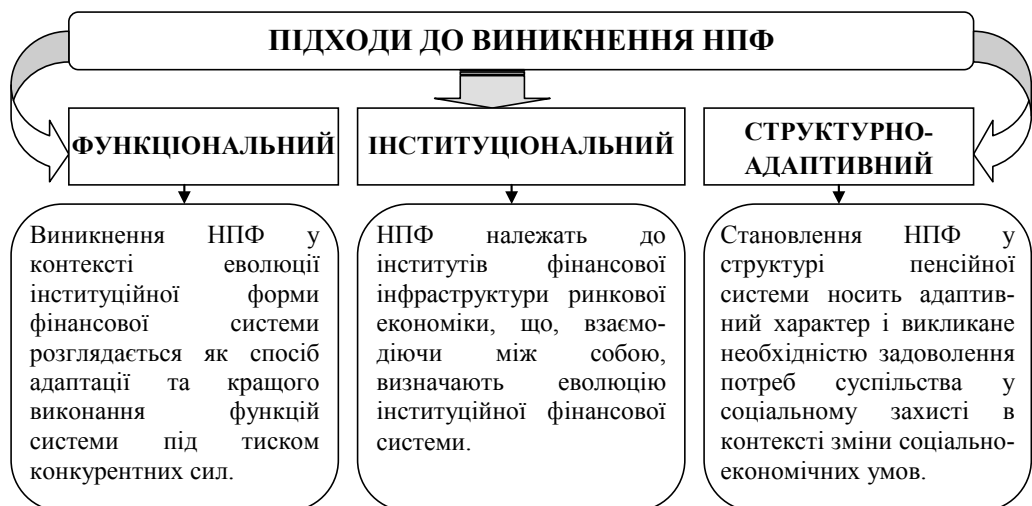 ПІДХОДИ ДО ВИНИКНЕННЯ НПФ
ФУНКЦІОНАЛЬНИЙ
Виникнення НПФ у
контексті еволюції
інституційної форми
фінансової системи
розглядається як спосіб
адаптації та кращого
виконання функцій
системи під тиском
конкурентних сил.
ІНСТИТУЦІОНАЛЬНИЙ
НПФ належать до
інститутів фінансової
інфраструктури ринкової
економіки, що, взаємо-
діючи між собою,
визначають еволюцію
інституційної фінансової
системи.
СТРУКТУРНО-
АДАПТИВНИЙ
Становлення НПФ у
структурі пенсійної
системи носить адаптив-
ний характер і викликане
необхідністю задоволення
потреб суспільства у
соціальному захисті в
контексті зміни соціально-
економічних умов.